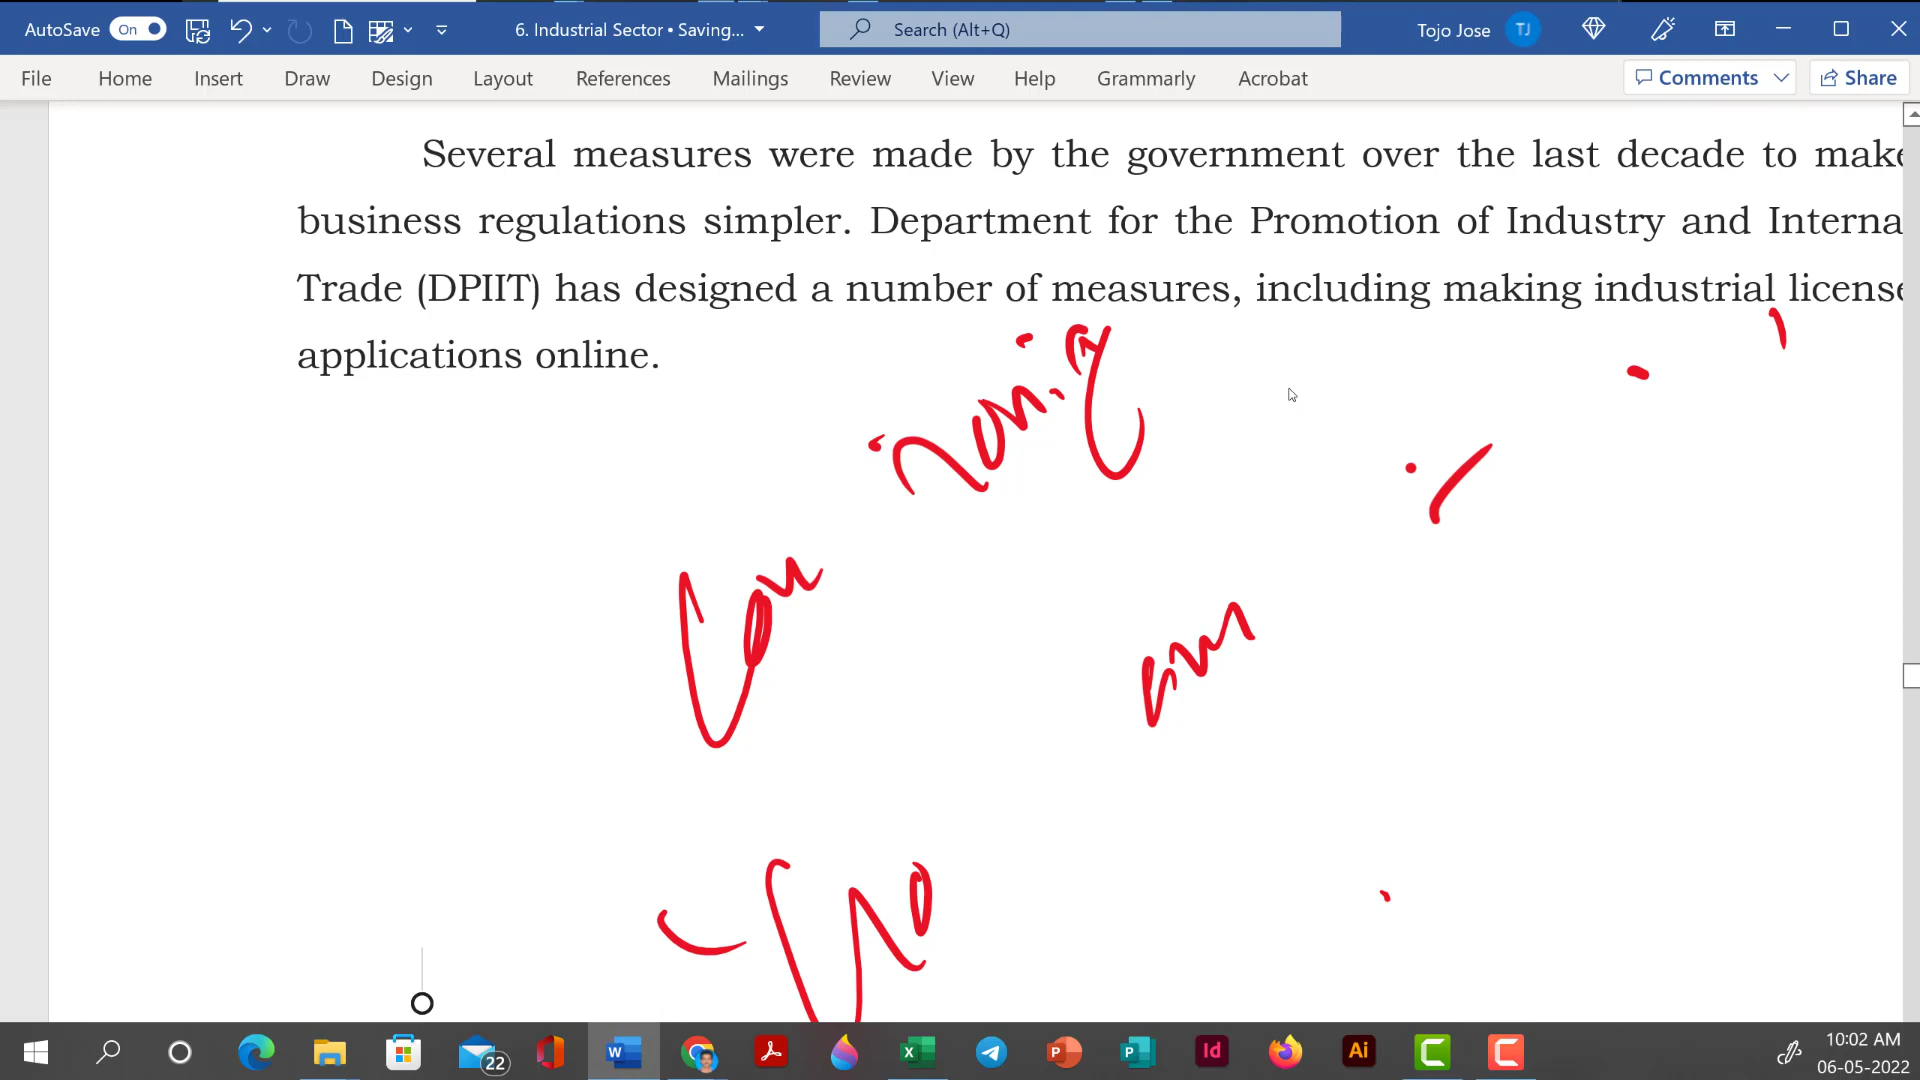 AutoSave On 6. Industrial Sector • Saving... Search (Alt+Q) Tojo Jose TJ
File Home Insert Draw Design Layout References Mailings Review View Help Grammarly Acrobat Comments Share
Several measures were made by the government over the last decade to make
business regulations simpler. Department for the Promotion of Industry and Interna
Trade (DPIIT) has designed a number of measures, including making industrial license
applications online.
22 W X P P Id Ai C C 10:02 AM
06-05-2022